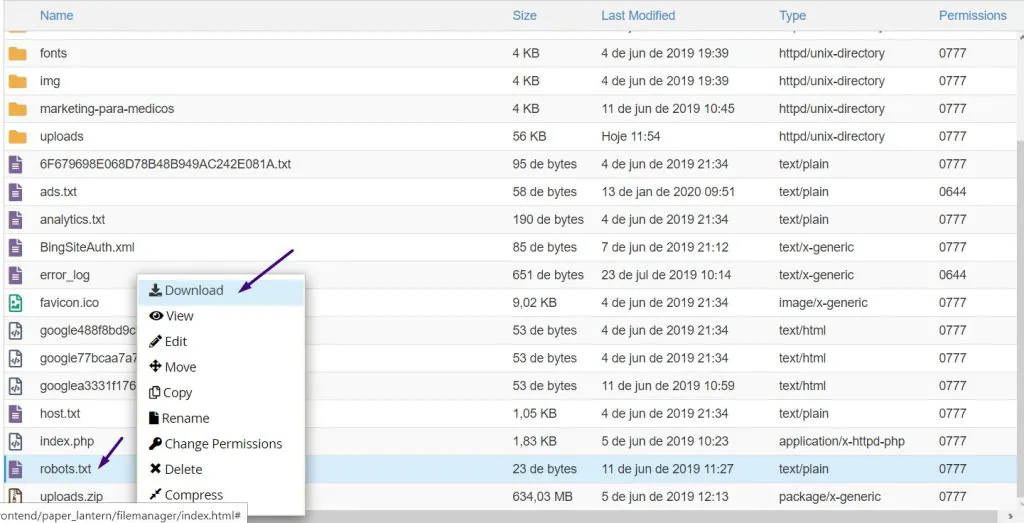 Name Size Last Modified Type Permissions
fonts 4 KB 4 de jun de 2019 19:39 httpd/unix-directory 0777
img 4 KB 4 de jun de 2019 19:39 httpd/unix-directory 0777
marketing-para-medicos 4 KB 11 de jun de 2019 10:45 httpd/unix-directory 0777
uploads 56 KB Hoje 11:54 httpd/unix-directory 0777
6F679698E068D78B48B949AC242E081A.txt 95 de bytes 4 de jun de 2019 21:34 text/plain 0777
ads.txt 58 de bytes 13 de jan de 2020 09:51 text/plain 0644
analytics.txt 190 de bytes 4 de jun de 2019 21:34 text/plain 0777
BingSiteAuth.xml 85 de bytes 7 de jun de 2019 21:12 text/x-generic 0777
error_log 651 de bytes 23 de jul de 2019 10:14 text/x-generic 0644
favicon.ico 9,02 KB 4 de jun de 2019 21:34 image/x-generic 0777
google488f8bd9c 53 de bytes 4 de jun de 2019 21:34 text/html 0777
google77bcaa7a7 53 de bytes 4 de jun de 2019 21:34 text/html 0777
googlea3331f176 53 de bytes 11 de jun de 2019 10:59 text/html 0777
host.txt 1,05 KB 4 de jun de 2019 21:34 text/plain 0777
index.php 1,83 KB 5 de jun de 2019 10:23 application/x-httpd-php 0777
robots.txt 23 de bytes 11 de jun de 2019 11:27 text/plain 0777
uploads.zip 634,03 MB 5 de jun de 2019 12:13 package/x-generic 0777
Download
View
Edit
Move
Copy
Rename
Change Permissions
Delete
Compress
rontend/paper_lantern/filemanager/index.html#